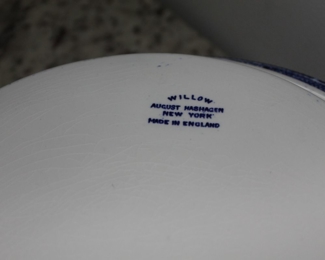 WILLOW
AUGUST HASHAGEN
NEW YORK
MADE IN ENGLAND